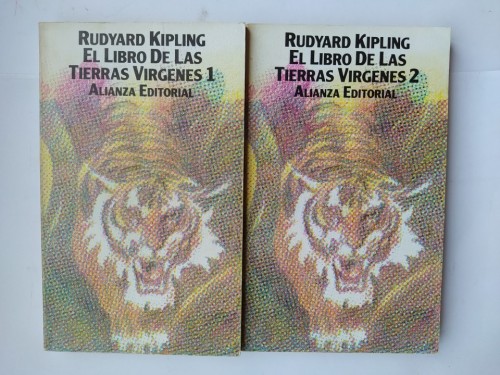 RUDYARD KIPLING
EL LIBRO DE LAS
TIERRAS VIRGENES 1
ALIANZA EDITORIAL
RUDYARD KIPLING
EL LIBRO DE LAS
TIERRAS VIRGENES 2
ALIANZA EDITORIAL